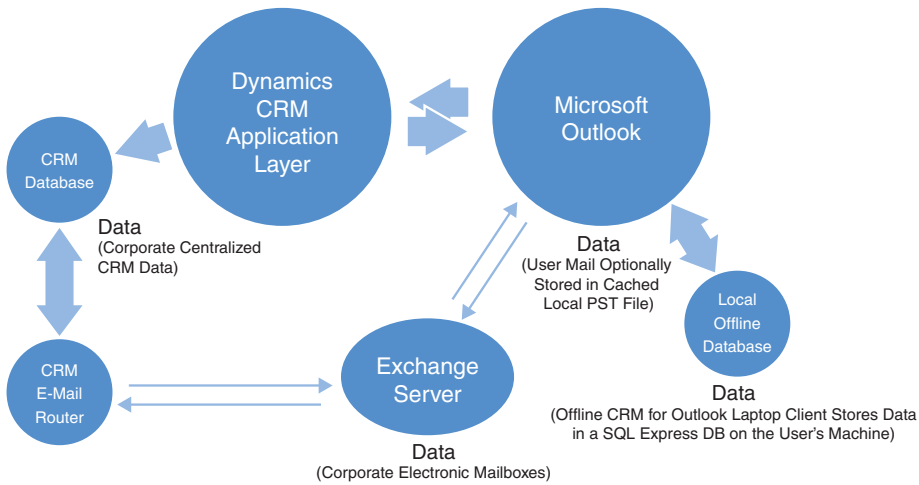 Dynamics
CRM
Application
Layer
Microsoft
Outlook
CRM
Database
Data
(Corporate Centralized
CRM Data)
Data
(User Mail Optionally
Stored in Cached
Local PST File)
Local
Offline
Database
CRM
E-Mail
Router
Exchange
Server
Data
(Offline CRM for Outlook Laptop Client Stores Data
in a SQL Express DB on the User's Machine)
Data
(Corporate Electronic Mailboxes)